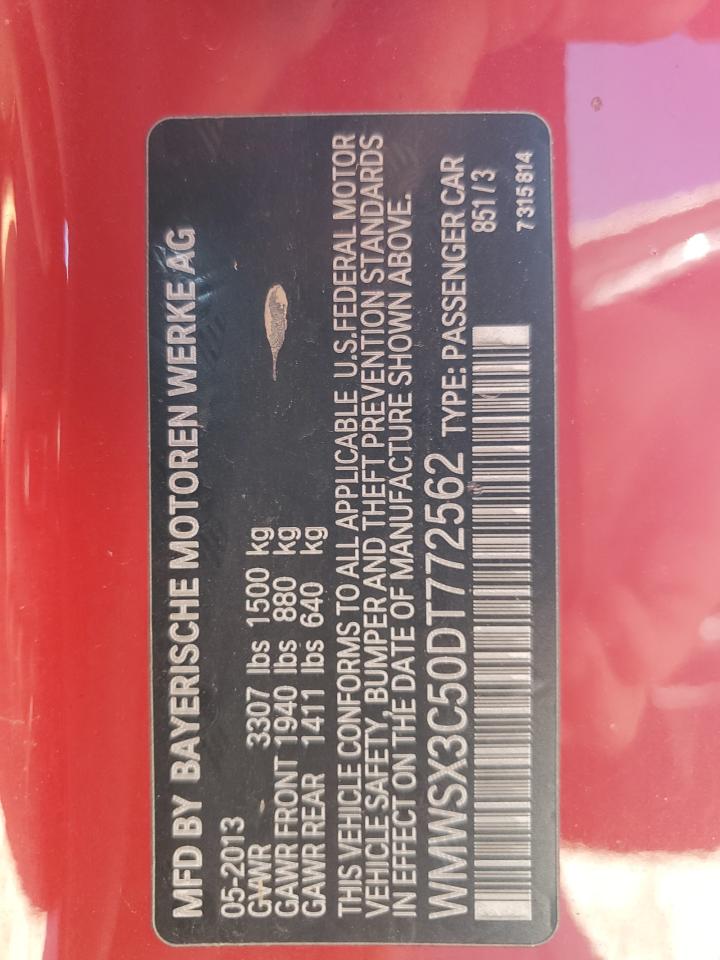 MFD BY BAYERISCHE MOTOREN WERKE AG
05-2013
GVWR 3307 lbs 1500 kg
GAWR FRONT 1940 lbs 880 kg
GAWR REAR 1411 lbs 640 kg
THIS VEHICLE CONFORMS TO ALL APPLICABLE U.S.FEDERAL MOTOR
VEHICLE SAFETY, BUMPER AND THEFT PREVENTION STANDARDS
IN EFFECT ON THE DATE OF MANUFACTURE SHOWN ABOVE.
WMWSX3C50DT772562 TYPE: PASSENGER CAR
851 / 3
7 315 814